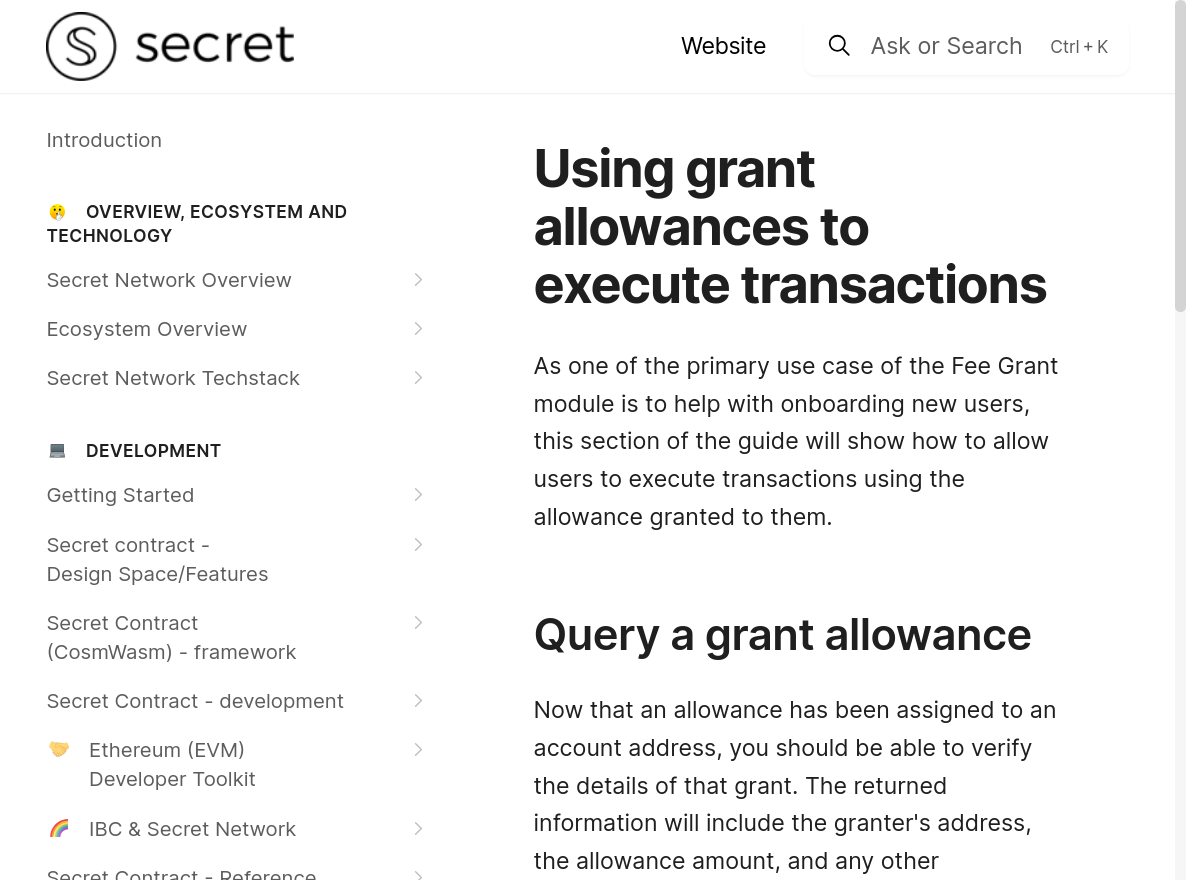 secret
Website
Ask or Search
Ctrl + K
Introduction
OVERVIEW, ECOSYSTEM AND
TECHNOLOGY
Secret Network Overview
Ecosystem Overview
Secret Network Techstack
DEVELOPMENT
Getting Started
Secret contract -
Design Space/Features
Secret Contract
(CosmWasm) - framework
Secret Contract - development
Ethereum (EVM)
Developer Toolkit
IBC & Secret Network
Secret Contract - Reference
Using grant
allowances to
execute transactions
As one of the primary use case of the Fee Grant
module is to help with onboarding new users,
this section of the guide will show how to allow
users to execute transactions using the
allowance granted to them.
Query a grant allowance
Now that an allowance has been assigned to an
account address, you should be able to verify
the details of that grant. The returned
information will include the granter's address,
the allowance amount, and any other